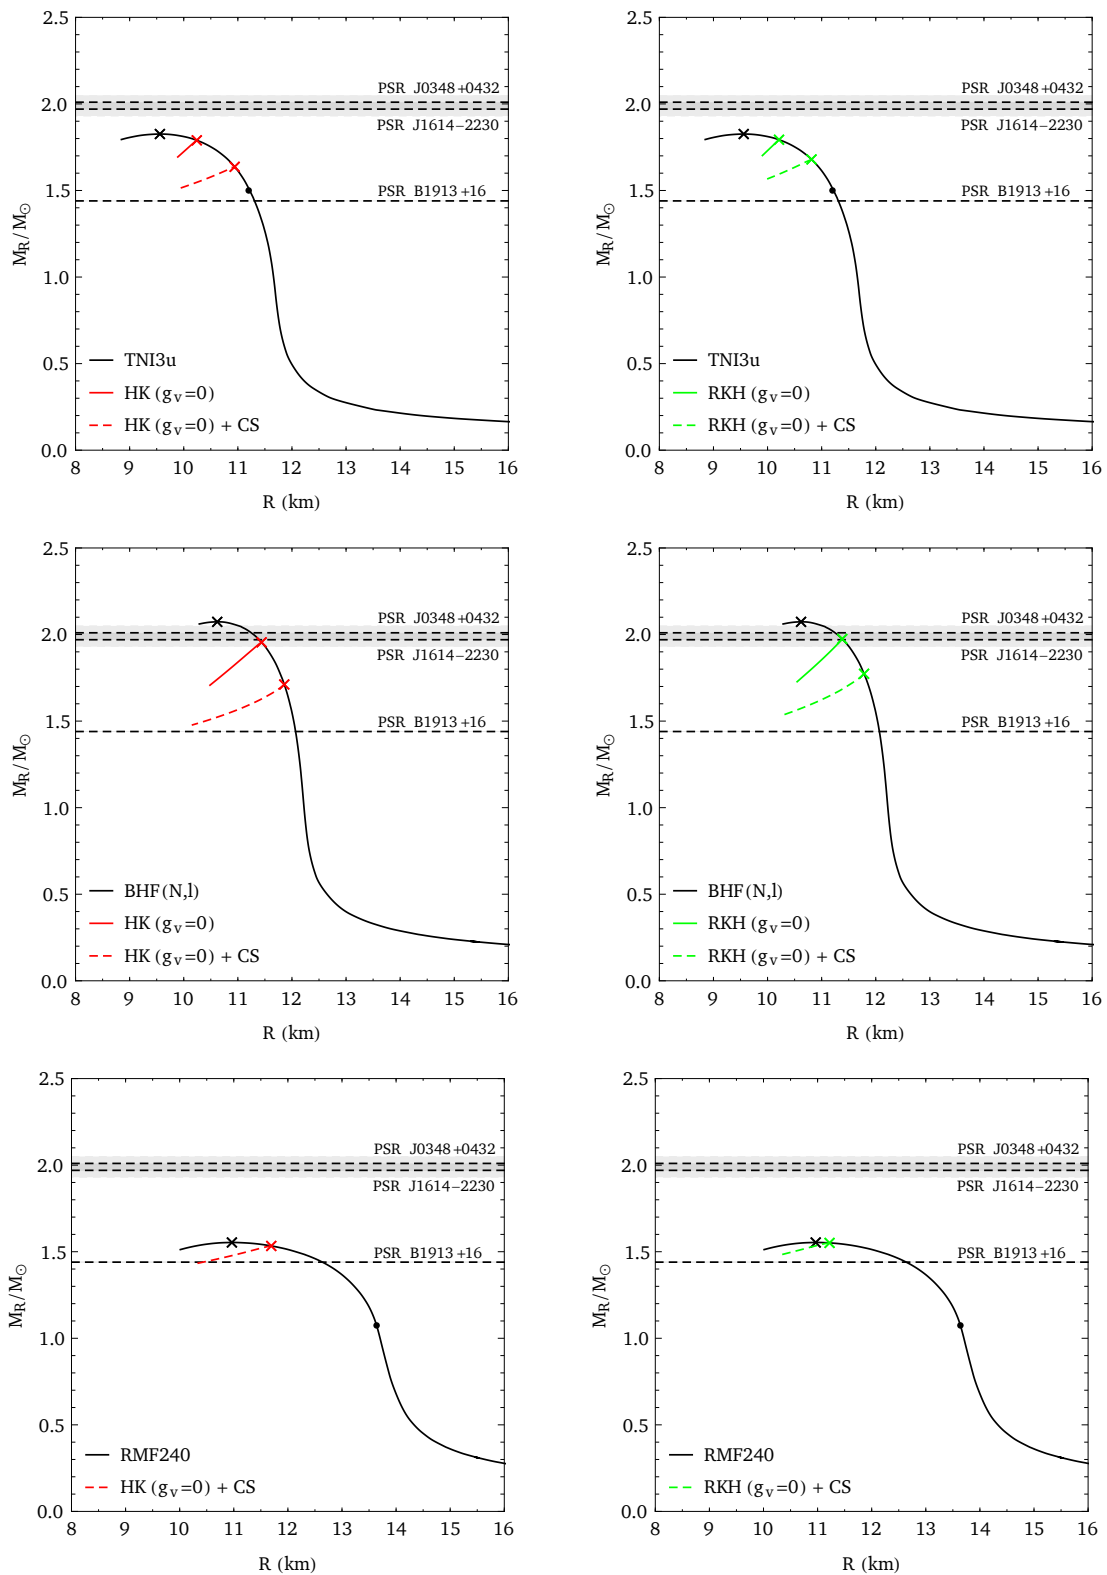 2.5
2.0
1.5
1.0
0.5
0.0
M_R/M_⊙
PSR J0348+0432
PSR J1614−2230
PSR B1913+16
TNI3u
HK (g_v=0)
HK (g_v=0) + CS
8 9 10 11 12 13 14 15 16
R (km)
2.5
2.0
1.5
1.0
0.5
0.0
M_R/M_⊙
PSR J0348+0432
PSR J1614−2230
PSR B1913+16
TNI3u
RKH (g_v=0)
RKH (g_v=0) + CS
8 9 10 11 12 13 14 15 16
R (km)
2.5
2.0
1.5
1.0
0.5
0.0
M_R/M_⊙
PSR J0348+0432
PSR J1614−2230
PSR B1913+16
BHF(N,l)
HK (g_v=0)
HK (g_v=0) + CS
8 9 10 11 12 13 14 15 16
R (km)
2.5
2.0
1.5
1.0
0.5
0.0
M_R/M_⊙
PSR J0348+0432
PSR J1614−2230
PSR B1913+16
BHF(N,l)
RKH (g_v=0)
RKH (g_v=0) + CS
8 9 10 11 12 13 14 15 16
R (km)
2.5
2.0
1.5
1.0
0.5
0.0
M_R/M_⊙
PSR J0348+0432
PSR J1614−2230
PSR B1913+16
RMF240
HK (g_v=0) + CS
8 9 10 11 12 13 14 15 16
R (km)
2.5
2.0
1.5
1.0
0.5
0.0
M_R/M_⊙
PSR J0348+0432
PSR J1614−2230
PSR B1913+16
RMF240
RKH (g_v=0) + CS
8 9 10 11 12 13 14 15 16
R (km)